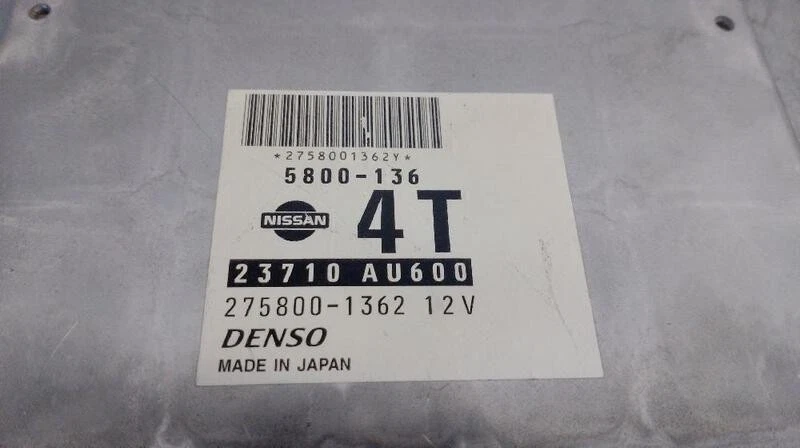 *2758001362Y*
5800-136
NISSAN 4T
23710 AU600
275800-1362 12V
DENSO
MADE IN JAPAN